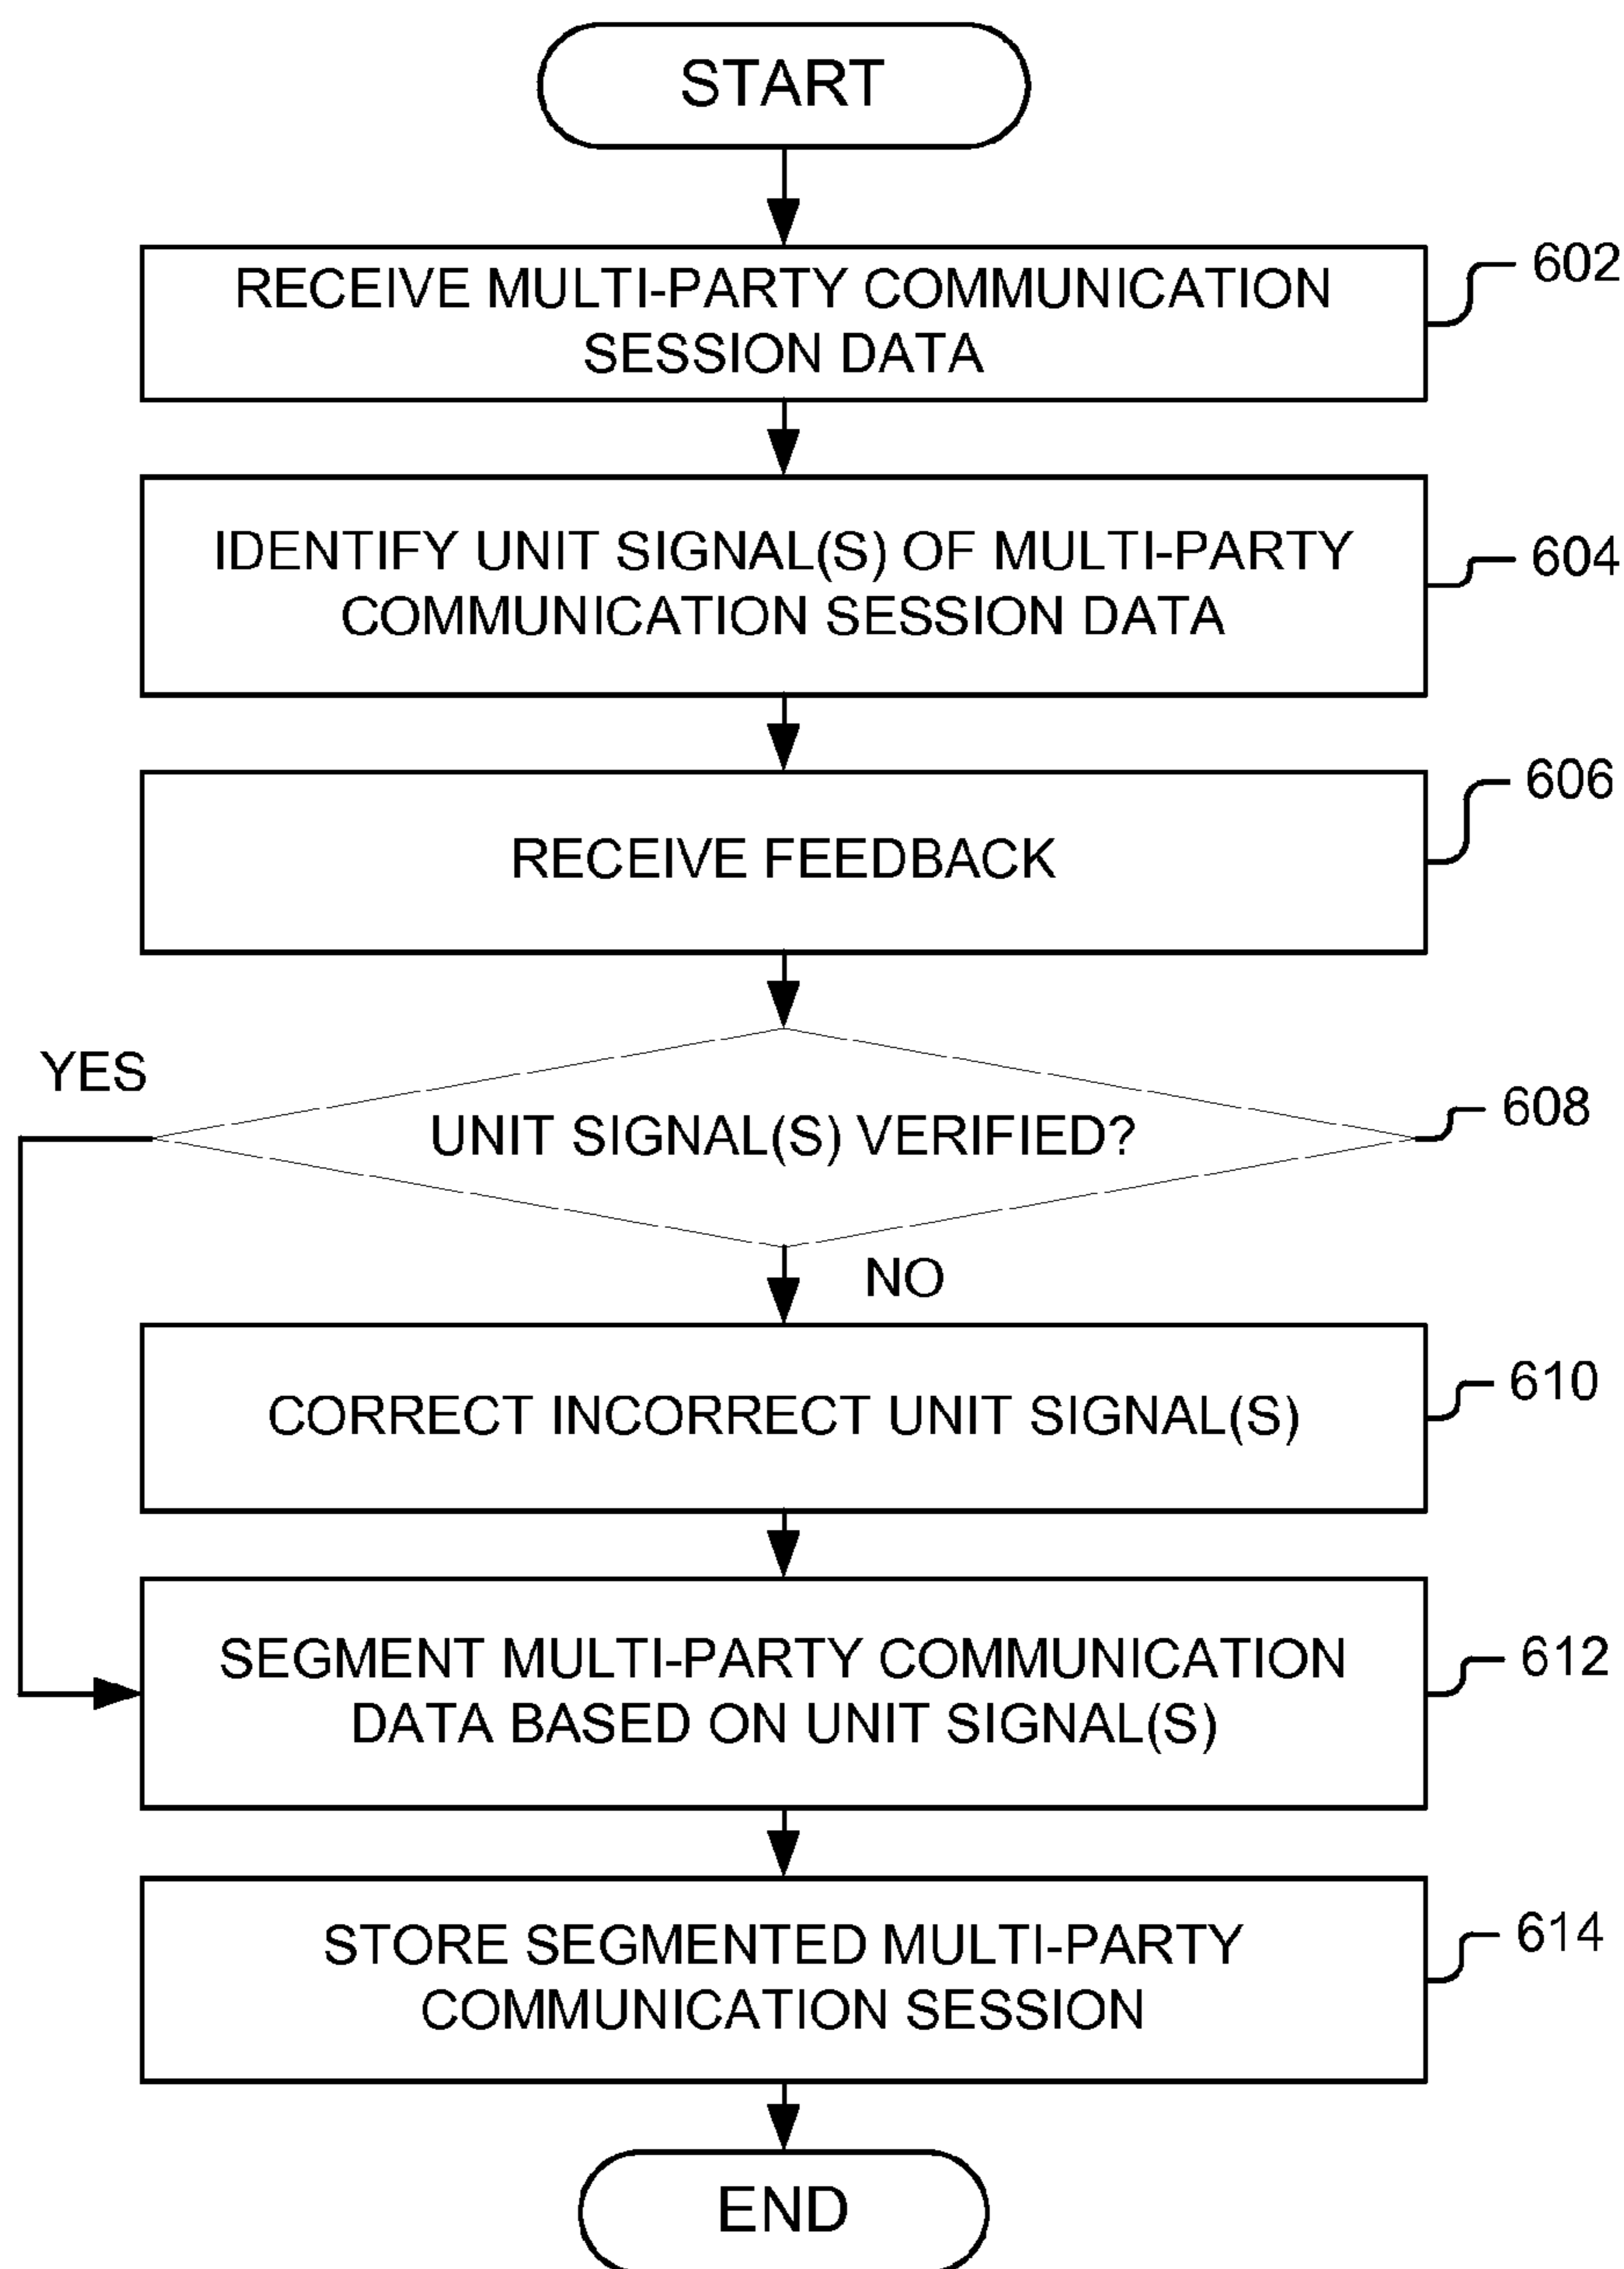 START
RECEIVE MULTI-PARTY COMMUNICATION
SESSION DATA
602
IDENTIFY UNIT SIGNAL(S) OF MULTI-PARTY
COMMUNICATION SESSION DATA
604
RECEIVE FEEDBACK
606
YES
UNIT SIGNAL(S) VERIFIED?
608
NO
CORRECT INCORRECT UNIT SIGNAL(S)
610
SEGMENT MULTI-PARTY COMMUNICATION
DATA BASED ON UNIT SIGNAL(S)
612
STORE SEGMENTED MULTI-PARTY
COMMUNICATION SESSION
614
END